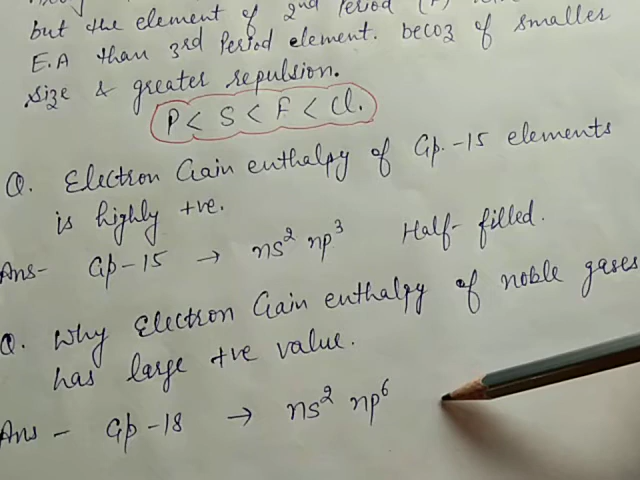 but the element of 2nd Period (F)
E.A than 3rd Period element. becoz of smaller
size & greater repulsion.
P < S < F < Cl.
Q. Electron Gain enthalpy of Gp.-15 elements
is highly +ve.
Ans- Gp-15 → ns² np³ Half-filled.
Q. Why Electron Gain enthalpy of noble gases
has large +ve value.
Ans - Gp-18 → ns² np⁶